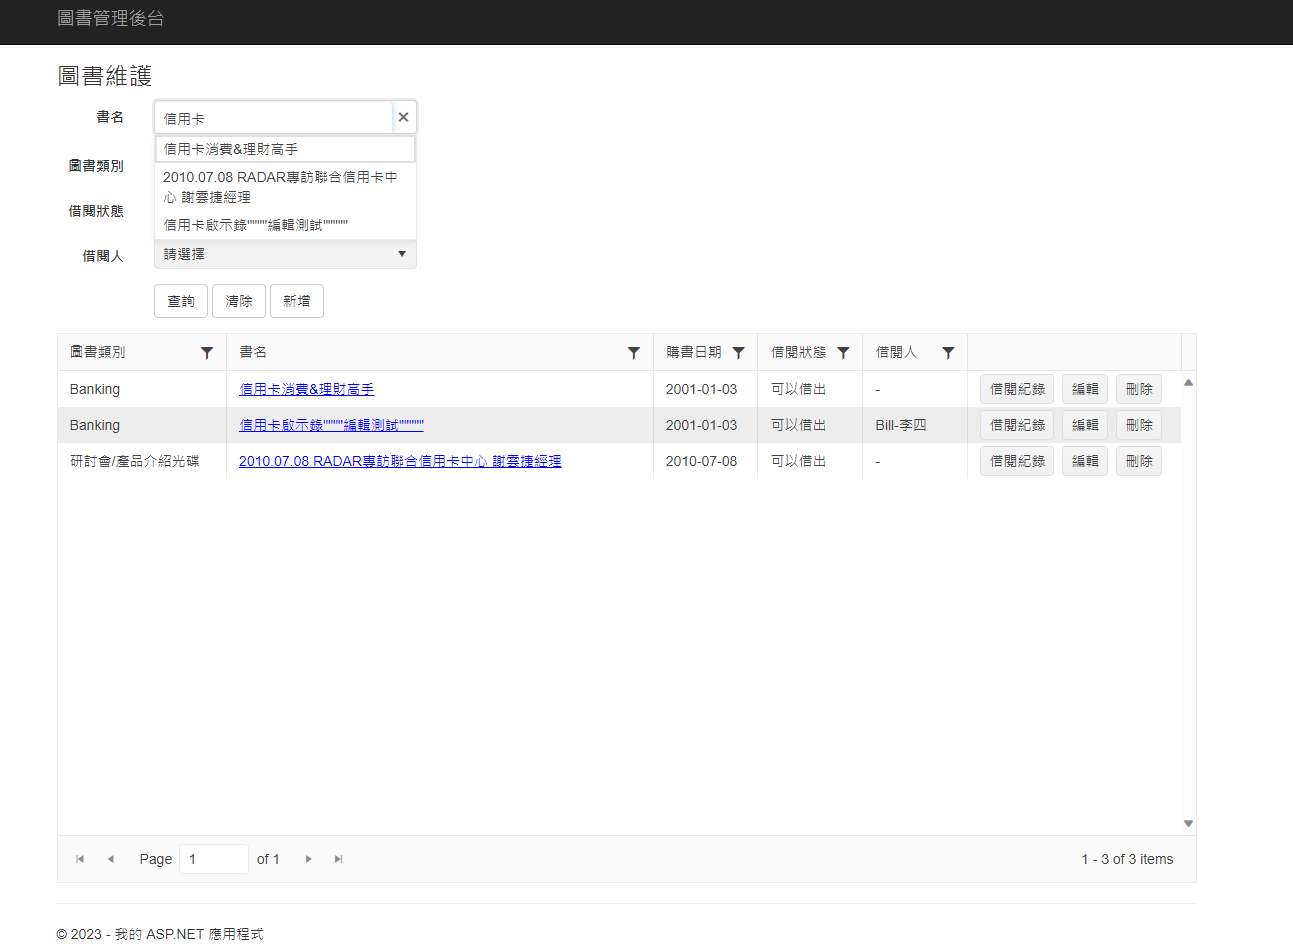 圖書管理後台
圖書維護
書名
信用卡
信用卡消費&理財高手
圖書類別
2010.07.08 RADAR專訪聯合信用卡中
心 謝雲捷經理
借閱狀態
信用卡啟示錄""""編輯測試"""""
借閱人
請選擇
查詢 清除 新增
圖書類別 書名 購書日期 借閱狀態 借閱人
Banking 信用卡消費&理財高手 2001-01-03 可以借出 - 借閱紀錄 編輯 刪除
Banking 信用卡啟示錄""""編輯測試""""" 2001-01-03 可以借出 Bill-李四 借閱紀錄 編輯 刪除
研討會/產品介紹光碟 2010.07.08 RADAR專訪聯合信用卡中心 謝雲捷經理 2010-07-08 可以借出 - 借閱紀錄 編輯 刪除
Page 1 of 1 1 - 3 of 3 items
© 2023 - 我的 ASP.NET 應用程式